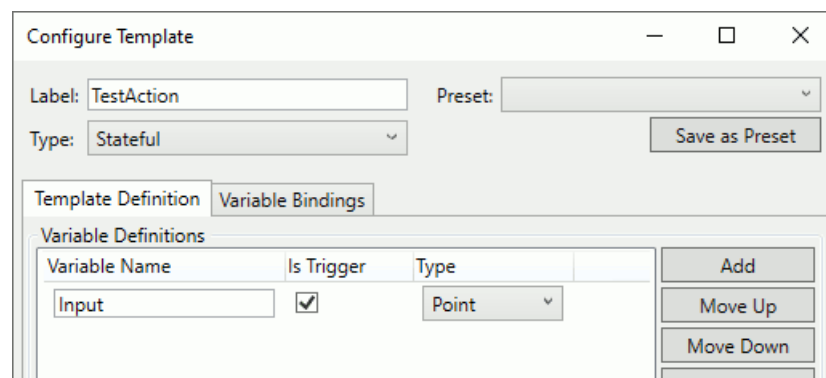 Configure Template
Label: TestAction Preset:
Type: Stateful Save as Preset
Template Definition Variable Bindings
Variable Definitions
Variable Name Is Trigger Type Add
Input Point Move Up
Move Down